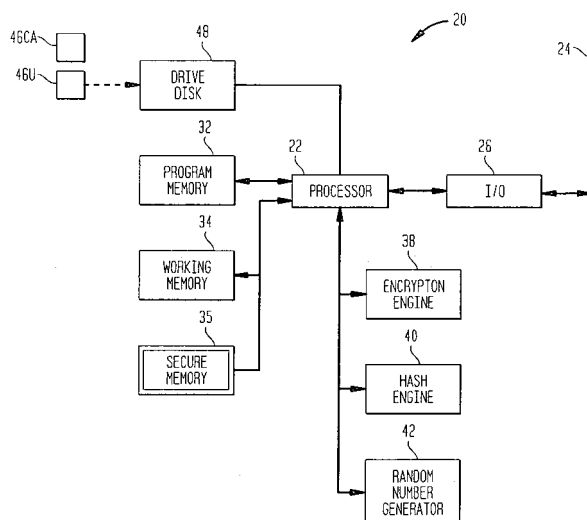 46CA
46U
48
DRIVE
DISK
20
24
32
PROGRAM
MEMORY
22
PROCESSOR
26
I/O
34
WORKING
MEMORY
38
ENCRYPTON
ENGINE
35
SECURE
MEMORY
40
HASH
ENGINE
42
RANDOM
NUMBER
GENERATOR